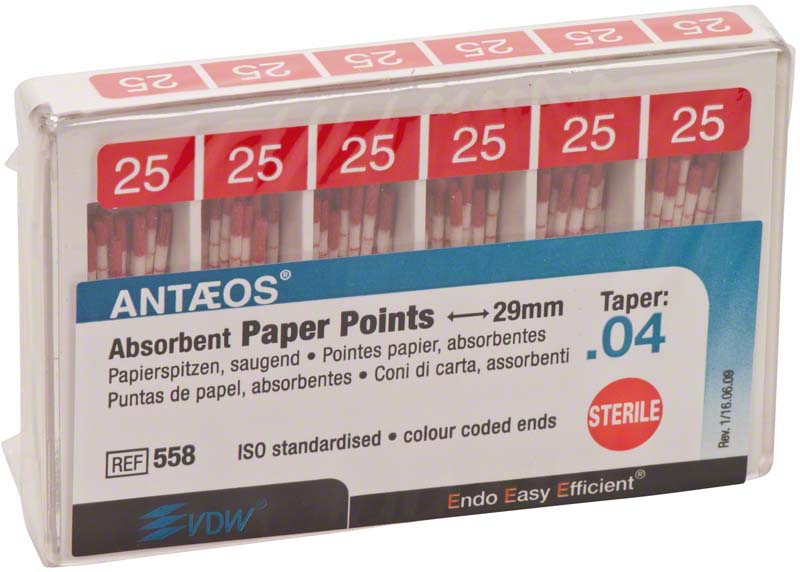 25 25 25 25 25 25
25 25 25 25 25 25
ANTÆOS®
Absorbent Paper Points ⟷ 29mm
Papierspitzen, saugend • Pointes papier, absorbentes
Puntas de papel, absorbentes • Coni di carta, assorbenti
Taper:
.04
STERILE
REF 558
ISO standardised • colour coded ends
Rev. 1/16.06.09
VDW®
Endo Easy Efficient®